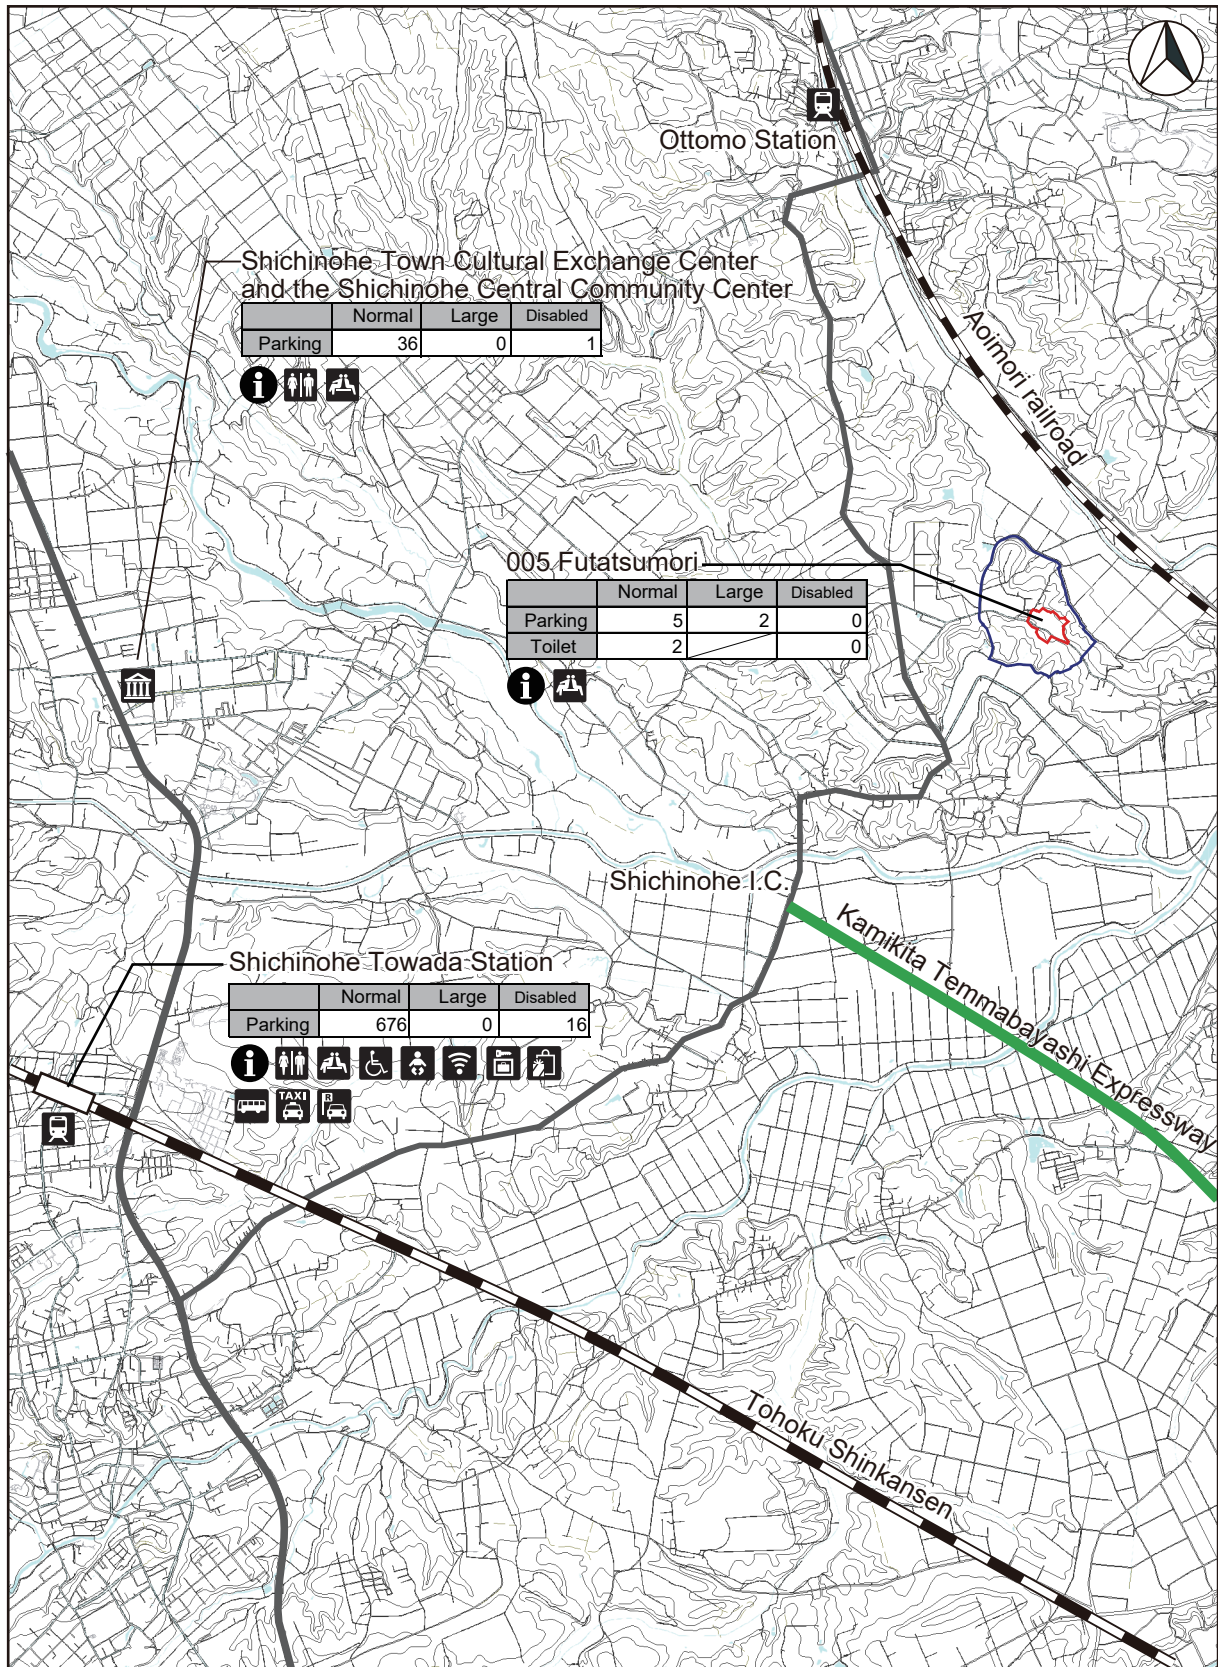 Ottomo Station
Shichinohe Town Cultural Exchange Center
and the Shichinohe Central Community Center
Normal Large Disabled
Parking 36 0 1
Aoimori railroad
005 Futatsumori
Normal Large Disabled
Parking 5 2 0
Toilet 2 0
Shichinohe I.C.
Kamikita Temmabayashi Expressway
Shichinohe Towada Station
Normal Large Disabled
Parking 676 0 16
TAXI
R
Tohoku Shinkansen